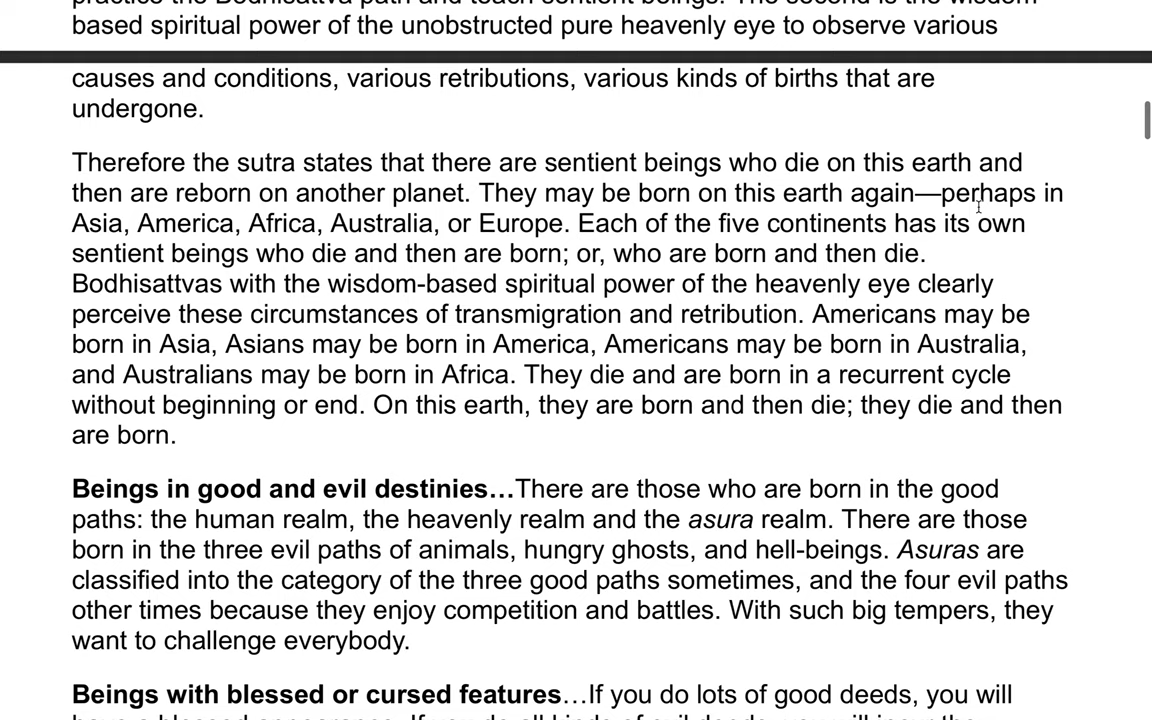 based spiritual power of the unobstructed pure heavenly eye to observe various
causes and conditions, various retributions, various kinds of births that are
undergone.
Therefore the sutra states that there are sentient beings who die on this earth and
then are reborn on another planet. They may be born on this earth again—perhaps in
Asia, America, Africa, Australia, or Europe. Each of the five continents has its own
sentient beings who die and then are born; or, who are born and then die.
Bodhisattvas with the wisdom-based spiritual power of the heavenly eye clearly
perceive these circumstances of transmigration and retribution. Americans may be
born in Asia, Asians may be born in America, Americans may be born in Australia,
and Australians may be born in Africa. They die and are born in a recurrent cycle
without beginning or end. On this earth, they are born and then die; they die and then
are born.
Beings in good and evil destinies…There are those who are born in the good
paths: the human realm, the heavenly realm and the asura realm. There are those
born in the three evil paths of animals, hungry ghosts, and hell-beings. Asuras are
classified into the category of the three good paths sometimes, and the four evil paths
other times because they enjoy competition and battles. With such big tempers, they
want to challenge everybody.
Beings with blessed or cursed features…If you do lots of good deeds, you will